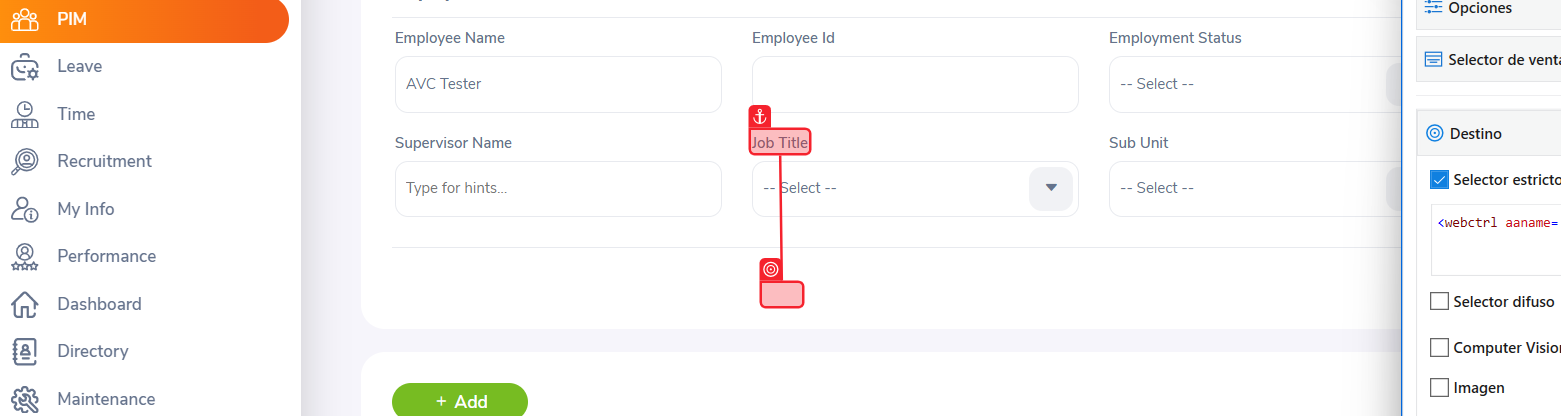 PIM
Leave
Time
Recruitment
My Info
Performance
Dashboard
Directory
Maintenance
Employee Name
Employee Id
Employment Status
AVC Tester
-- Select --
Supervisor Name
Job Title
Sub Unit
Type for hints...
-- Select --
-- Select --
+ Add
Opciones
Selector de venta
Destino
Selector estricto
<webctrl aaname=
Selector difuso
Computer Vision
Imagen